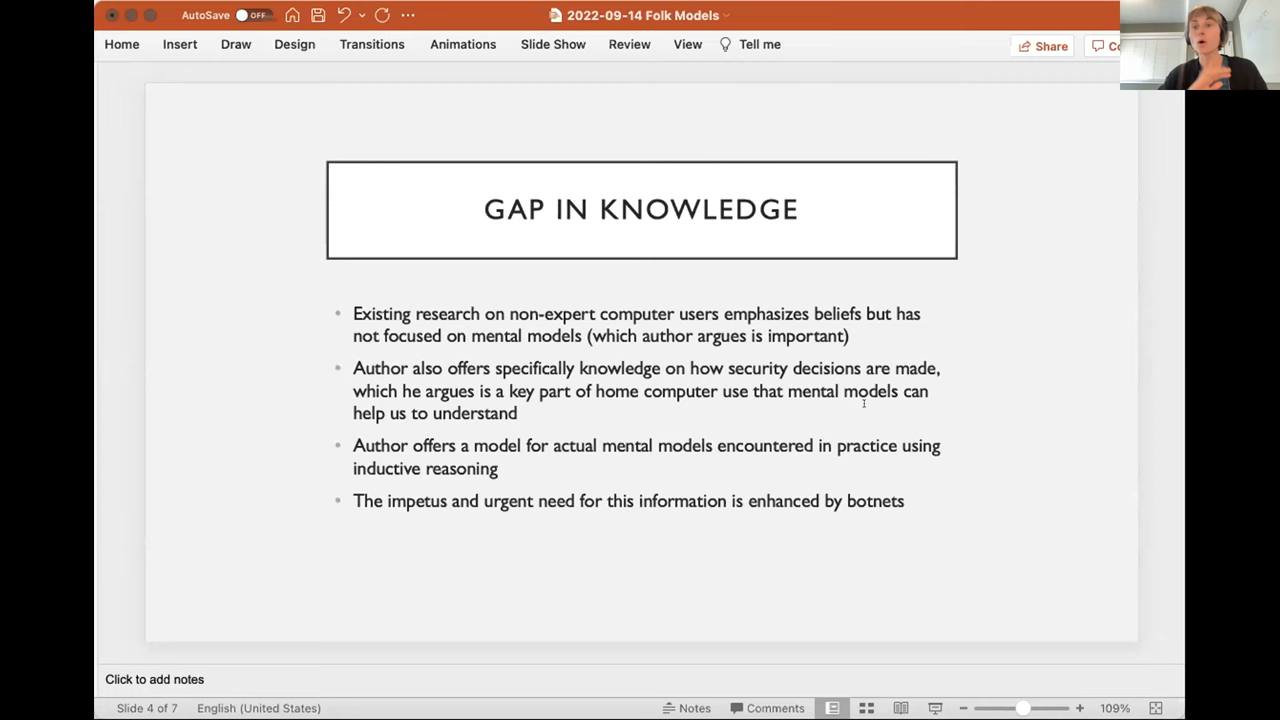 AutoSave OFF
2022-09-14 Folk Models
Home Insert Draw Design Transitions Animations Slide Show Review View Tell me
Share
GAP IN KNOWLEDGE
• Existing research on non-expert computer users emphasizes beliefs but has
not focused on mental models (which author argues is important)
• Author also offers specifically knowledge on how security decisions are made,
which he argues is a key part of home computer use that mental models can
help us to understand
• Author offers a model for actual mental models encountered in practice using
inductive reasoning
• The impetus and urgent need for this information is enhanced by botnets
Click to add notes
Slide 4 of 7 English (United States) Notes Comments 109%